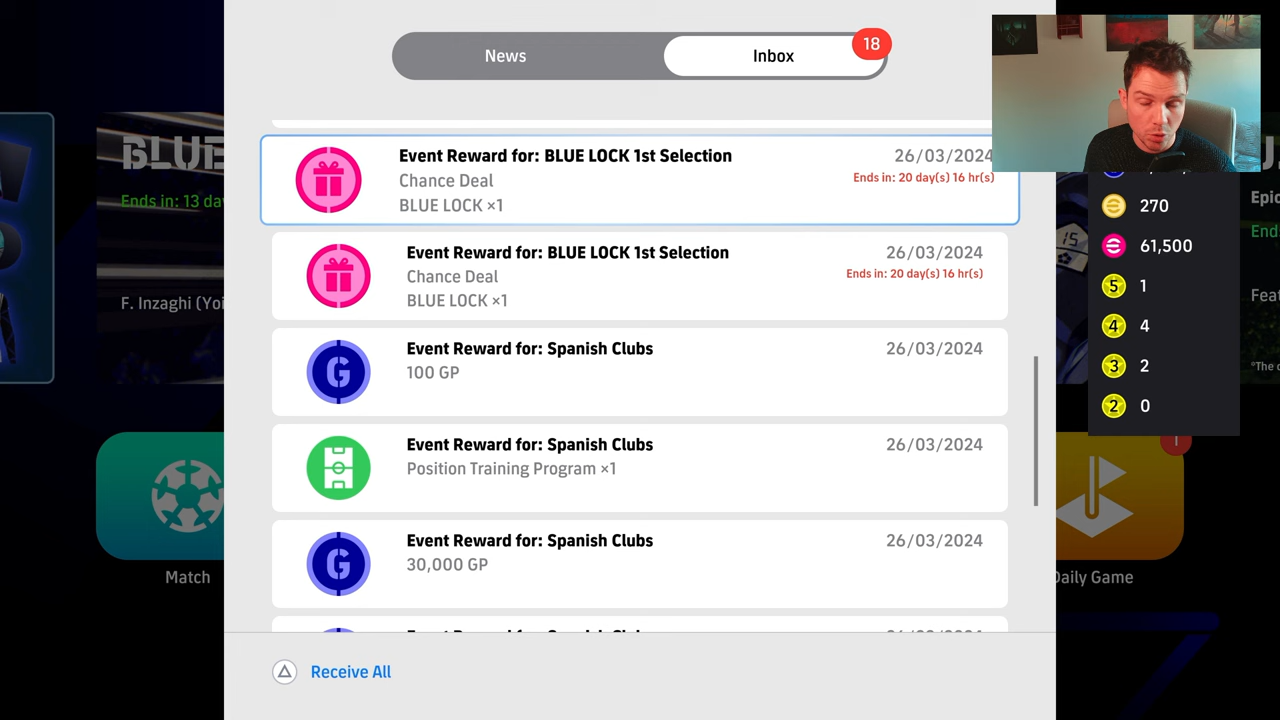 News
Inbox
18
Event Reward for: BLUE LOCK 1st Selection
26/03/2024
Chance Deal
Ends in: 20 day(s) 16 hr(s)
BLUE LOCK ×1
Event Reward for: BLUE LOCK 1st Selection
26/03/2024
Chance Deal
Ends in: 20 day(s) 16 hr(s)
BLUE LOCK ×1
G
Event Reward for: Spanish Clubs
26/03/2024
100 GP
Event Reward for: Spanish Clubs
26/03/2024
Position Training Program ×1
G
Event Reward for: Spanish Clubs
26/03/2024
30,000 GP
Receive All
BLUE
Ends in: 13 da
F. Inzaghi (Yoi
Match
270
61,500
5 1
4 4
3 2
2 0
15
Epic
End
Feat
*The c
1
Daily Game